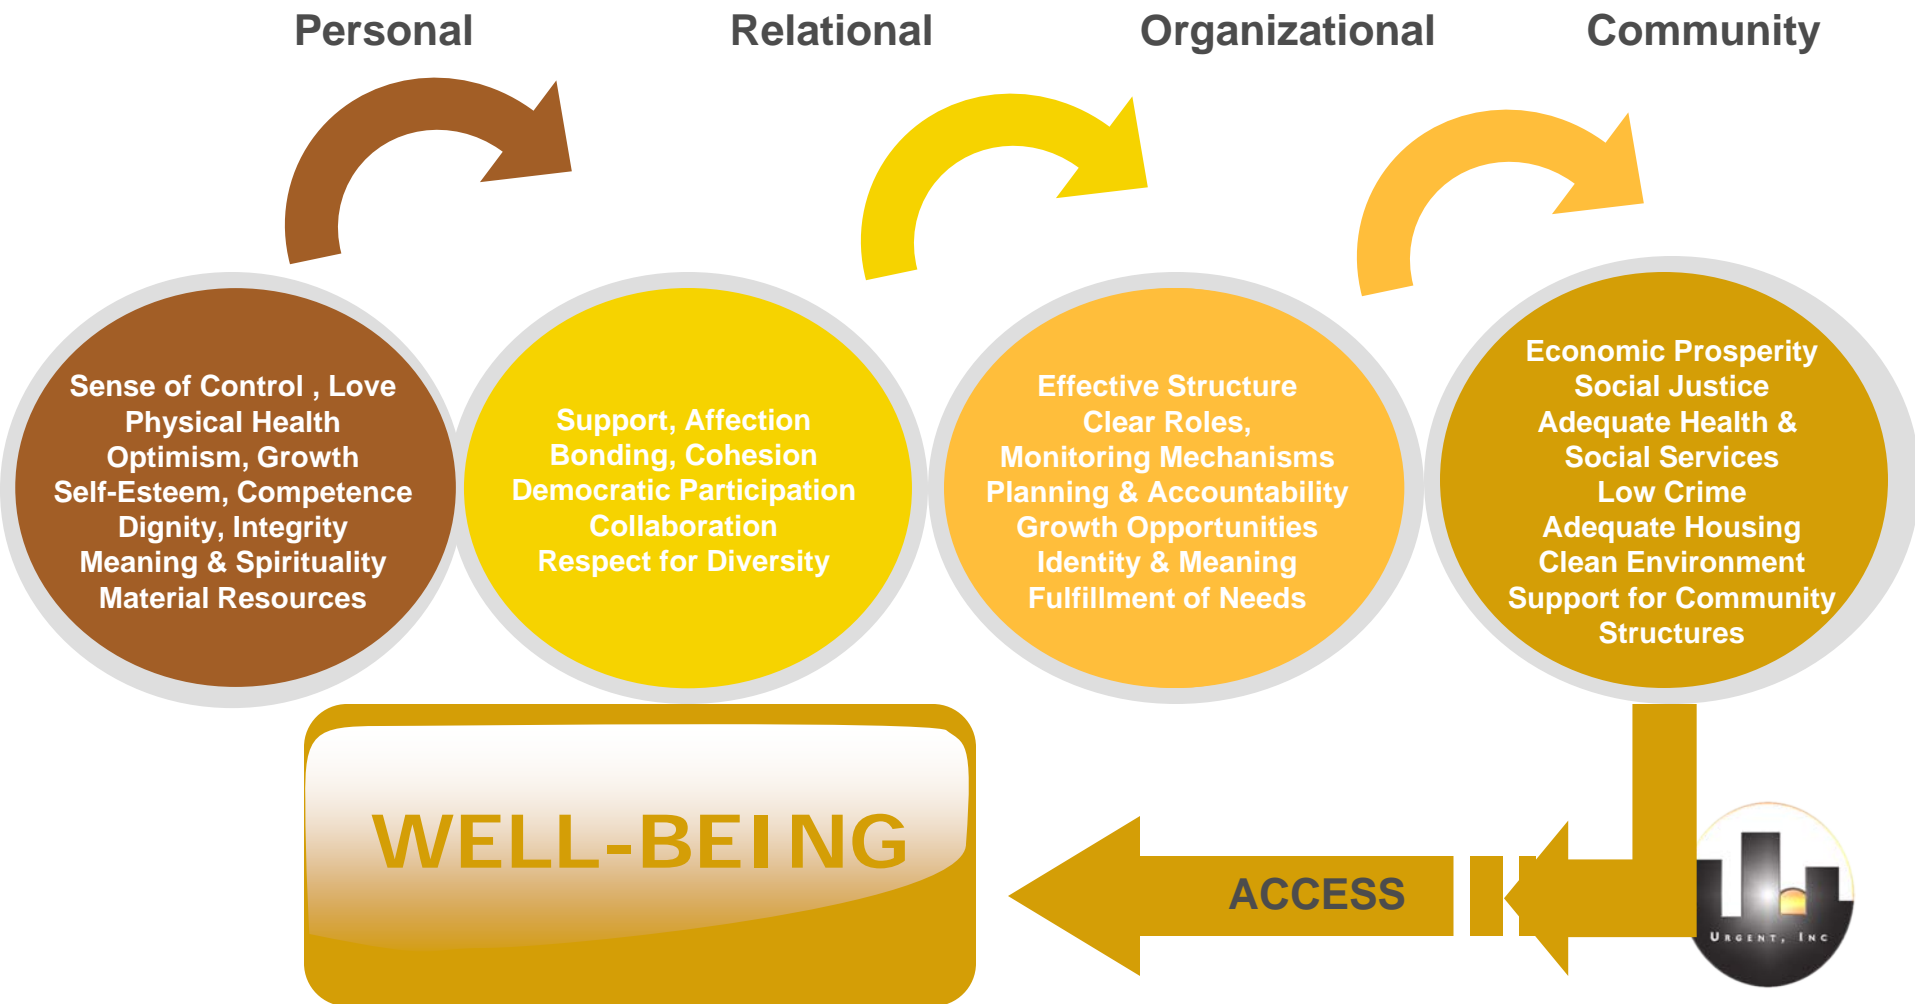 Personal
Relational
Organizational
Community
Sense of Control , Love
Physical Health
Optimism, Growth
Self-Esteem, Competence
Dignity, Integrity
Meaning & Spirituality
Material Resources
Support, Affection
Bonding, Cohesion
Democratic Participation
Collaboration
Respect for Diversity
Effective Structure
Clear Roles,
Monitoring Mechanisms
Planning & Accountability
Growth Opportunities
Identity & Meaning
Fulfillment of Needs
Economic Prosperity
Social Justice
Adequate Health &
Social Services
Low Crime
Adequate Housing
Clean Environment
Support for Community
Structures
WELL-BEING
ACCESS
URGENT, INC